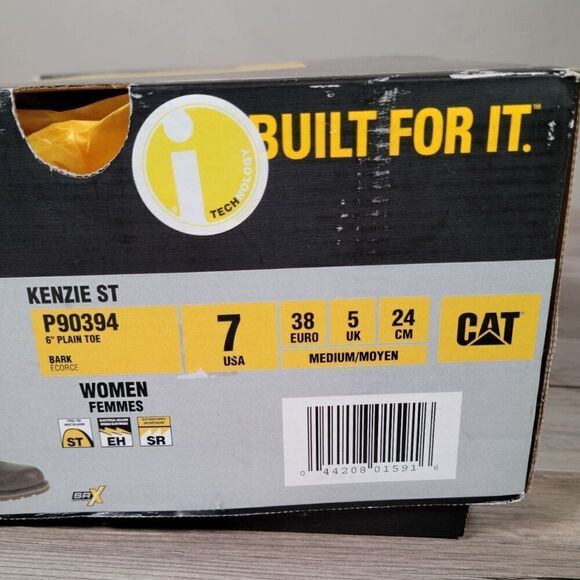 i TECHNOLOGY
BUILT FOR IT.™
KENZIE ST
P90394
6" PLAIN TOE
BARK
ÉCORCE
7
USA
38
EURO
5
UK
24
CM
MEDIUM/MOYEN
CAT
WOMEN
FEMMES
ST
EH
SR
SRX
0 44208 01591 6